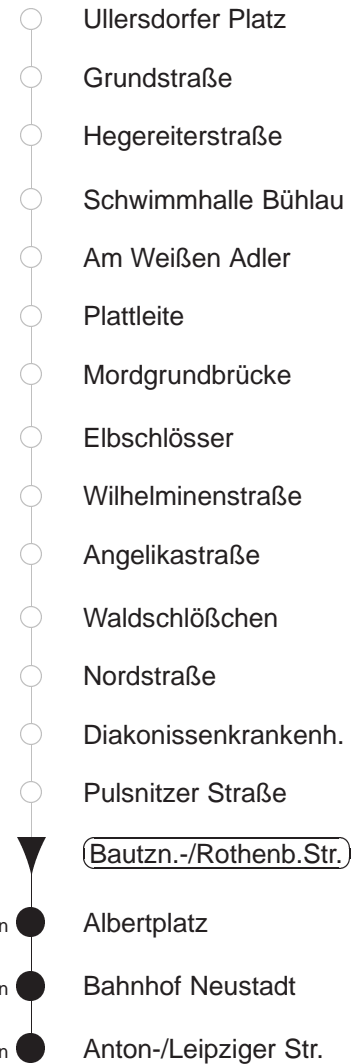 Ullersdorfer Platz
Grundstraße
Hegereiterstraße
Schwimmhalle Bühlau
Am Weißen Adler
Plattleite
Mordgrundbrücke
Elbschlösser
Wilhelminenstraße
Angelikastraße
Waldschlößchen
Nordstraße
Diakonissenkrankenh.
Pulsnitzer Straße
Bautzn.-/Rothenb.Str.
n Albertplatz
n Bahnhof Neustadt
n Anton-/Leipziger Str.